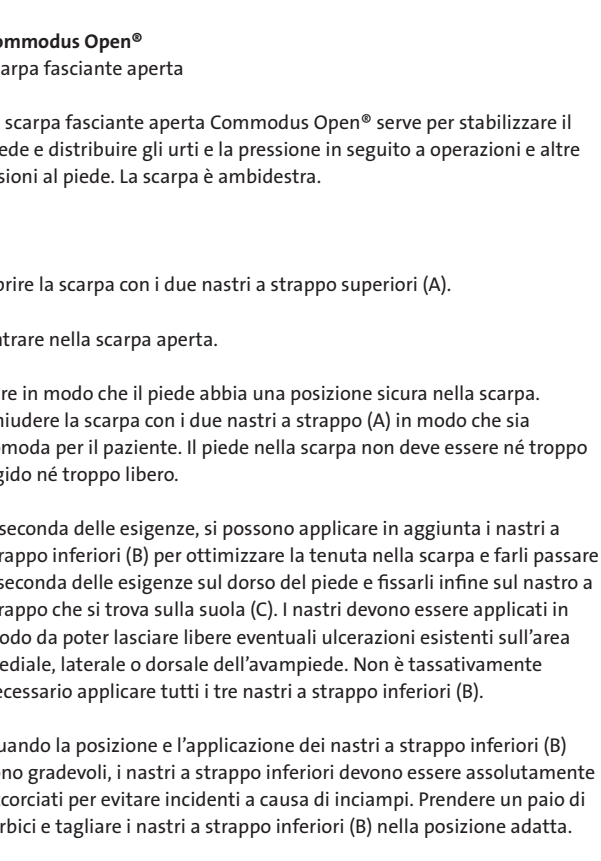 ommodus Open®
arpa fasciante aperta
scarpa fasciante aperta Commodus Open® serve per stabilizzare il
ede e distribuire gli urti e la pressione in seguito a operazioni e altre
sioni al piede. La scarpa è ambidestra.
prire la scarpa con i due nastri a strappo superiori (A).
ntrare nella scarpa aperta.
re in modo che il piede abbia una posizione sicura nella scarpa.
hiudere la scarpa con i due nastri a strappo (A) in modo che sia
omoda per il paziente. Il piede nella scarpa non deve essere né troppo
gido né troppo libero.
seconda delle esigenze, si possono applicare in aggiunta i nastri a
rappo inferiori (B) per ottimizzare la tenuta nella scarpa e farli passare
seconda delle esigenze sul dorso del piede e fissarli infine sul nastro a
rappo che si trova sulla suola (C). I nastri devono essere applicati in
odo da poter lasciare libere eventuali ulcerazioni esistenti sull’area
ediale, laterale o dorsale dell’avampiede. Non è tassativamente
ecessario applicare tutti i tre nastri a strappo inferiori (B).
uando la posizione e l’applicazione dei nastri a strappo inferiori (B)
no gradevoli, i nastri a strappo inferiori devono essere assolutamente
corciati per evitare incidenti a causa di inciampi. Prendere un paio di
rbici e tagliare i nastri a strappo inferiori (B) nella posizione adatta.